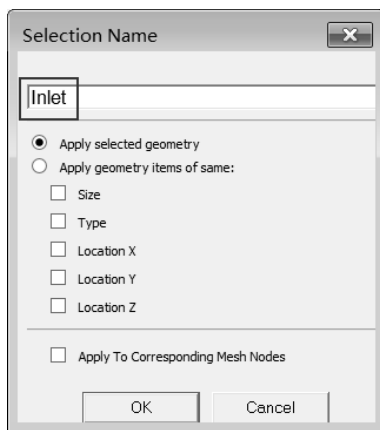 Selection Name
Inlet
Apply selected geometry
Apply geometry items of same:
Size
Type
Location X
Location Y
Location Z
Apply To Corresponding Mesh Nodes
OK Cancel